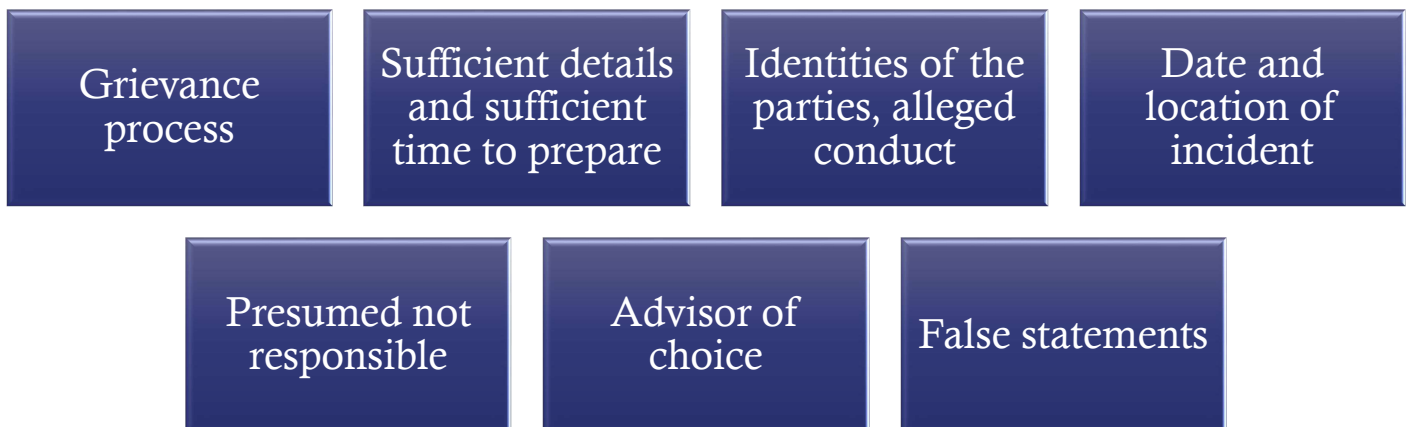 Grievance
process
Sufficient details
and sufficient
time to prepare
Identities of the
parties, alleged
conduct
Date and
location of
incident
Presumed not
responsible
Advisor of
choice
False statements